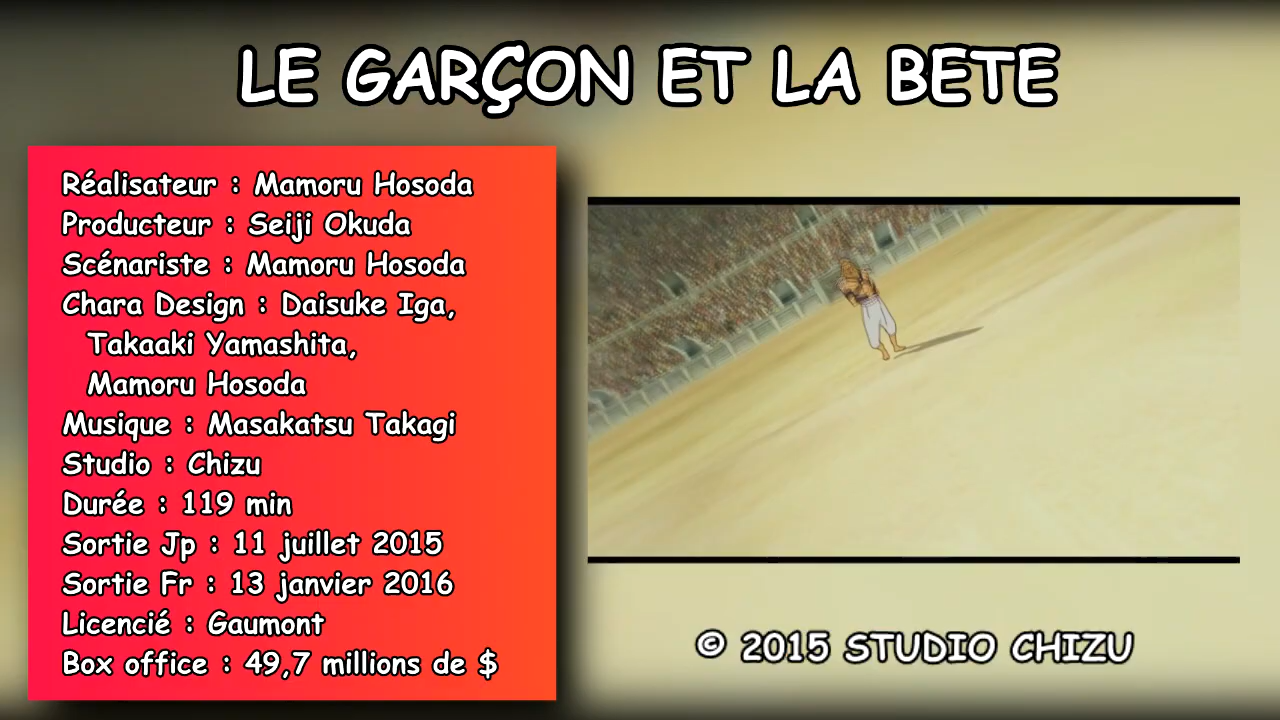 LE GARÇON ET LA BETE
Réalisateur : Mamoru Hosoda
Producteur : Seiji Okuda
Scénariste : Mamoru Hosoda
Chara Design : Daisuke Iga,
Takaaki Yamashita,
Mamoru Hosoda
Musique : Masakatsu Takagi
Studio : Chizu
Durée : 119 min
Sortie Jp : 11 juillet 2015
Sortie Fr : 13 janvier 2016
Licencié : Gaumont
Box office : 49,7 millions de $
© 2015 STUDIO CHIZU